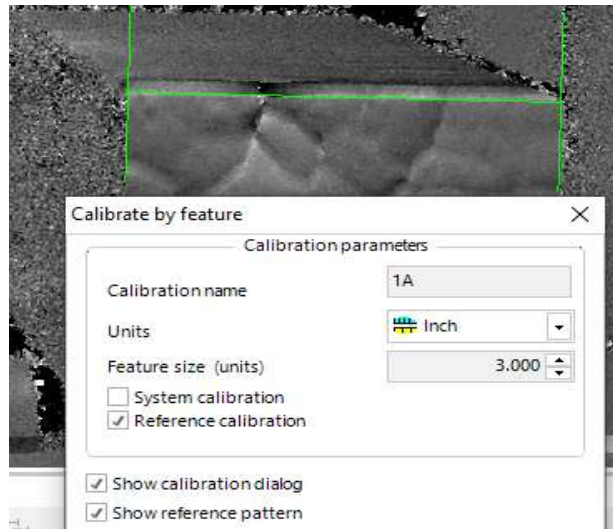 Calibrate by feature
Calibration parameters
Calibration name 1A
Units Inch
Feature size (units) 3.000
System calibration
Reference calibration
Show calibration dialog
Show reference pattern